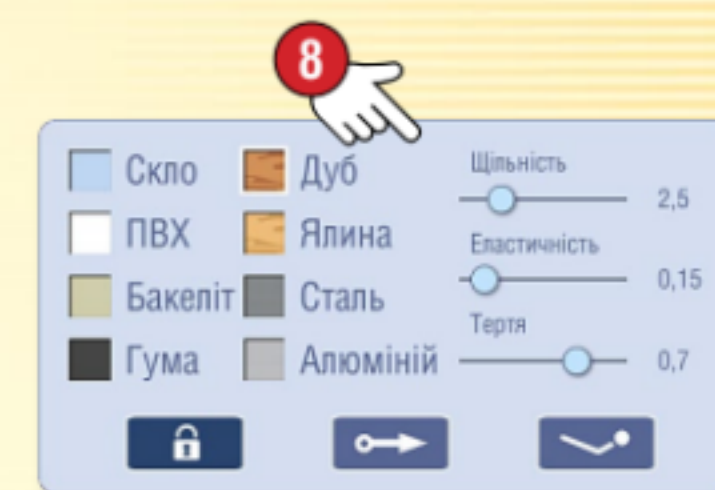 8
Скло
Дуб
ПВХ
Ялина
Бакеліт
Сталь
Гума
Алюміній
Щільність
2,5
Еластичність
0,15
Тертя
0,7